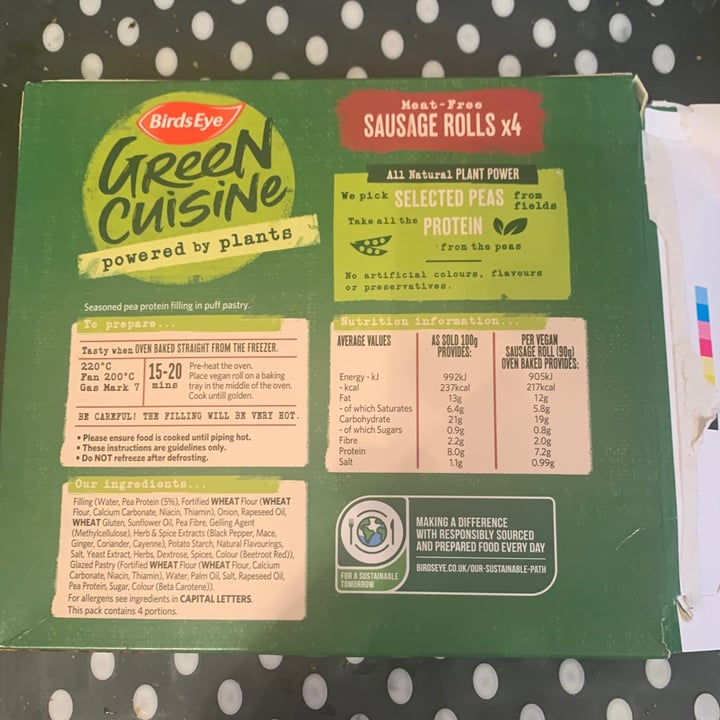 Birds Eye
GREEN
CUISINE
powered by plants
Seasoned pea protein filling in puff pastry.
To prepare...
Tasty when OVEN BAKED STRAIGHT FROM THE FREEZER.
220°C
Fan 200°C
Gas Mark 7
15-20
mins
Pre-heat the oven.
Place vegan roll on a baking
tray in the middle of the oven.
Cook until golden.
BE CAREFUL! THE FILLING WILL BE VERY HOT.
• Please ensure food is cooked until piping hot.
• These instructions are guidelines only.
• Do NOT refreeze after defrosting.
Our ingredients...
Filling (Water, Pea Protein (5%), Fortified WHEAT Flour (WHEAT
Flour, Calcium Carbonate, Niacin, Thiamin), Onion, Rapeseed Oil,
WHEAT Gluten, Sunflower Oil, Pea Fibre, Gelling Agent
(Methylcellulose), Herb & Spice Extracts (Black Pepper, Mace,
Ginger, Coriander, Cayenne), Potato Starch, Natural Flavourings,
Salt, Yeast Extract, Herbs, Dextrose, Spices, Colour (Beetroot Red)),
Glazed Pastry (Fortified WHEAT Flour (WHEAT Flour, Calcium
Carbonate, Niacin, Thiamin), Water, Palm Oil, Salt, Rapeseed Oil,
Pea Protein, Sugar, Colour (Beta Carotene)).
For allergens see ingredients in CAPITAL LETTERS.
This pack contains 4 portions.
Meat-Free
SAUSAGE ROLLS x4
All Natural PLANT POWER
We pick SELECTED PEAS from fields
Take all the PROTEIN
from the peas
No artificial colours, flavours
or preservatives.
Nutrition information...
AVERAGE VALUES AS SOLD 100g PROVIDES: PER VEGAN SAUSAGE ROLL (90g) OVEN BAKED PROVIDES:
Energy - kJ 992kJ 905kJ
- kcal 237kcal 217kcal
Fat 13g 12g
- of which Saturates 6.4g 5.8g
Carbohydrate 21g 19g
- of which Sugars 0.9g 0.8g
Fibre 2.2g 2.0g
Protein 8.0g 7.2g
Salt 1.1g 0.99g
FOR A SUSTAINABLE
TOMORROW
MAKING A DIFFERENCE
WITH RESPONSIBLY SOURCED
AND PREPARED FOOD EVERY DAY
BIRDSEYE.CO.UK/OUR-SUSTAINABLE-PATH